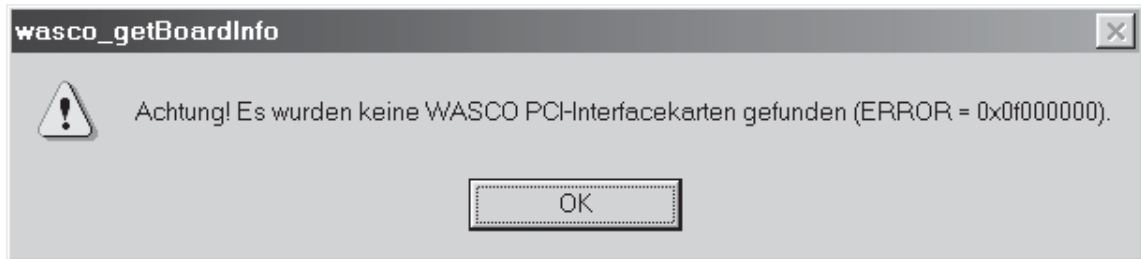 wasco_getBoardInfo
Achtung! Es wurden keine WASCO PCI-Interfacekarten gefunden (ERROR = 0x0f000000).
OK